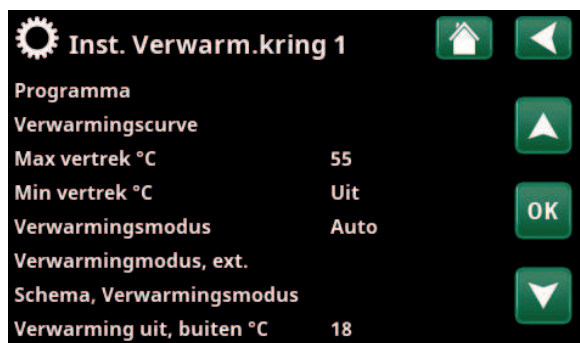 Inst. Verwarm.kring 1
Programma
Verwarmingscurve
Max vertrek °C 55
Min vertrek °C Uit
Verwarmingsmodus Auto
OK
Verwarmingmodus, ext.
Schema, Verwarmingsmodus
Verwarming uit, buiten °C 18